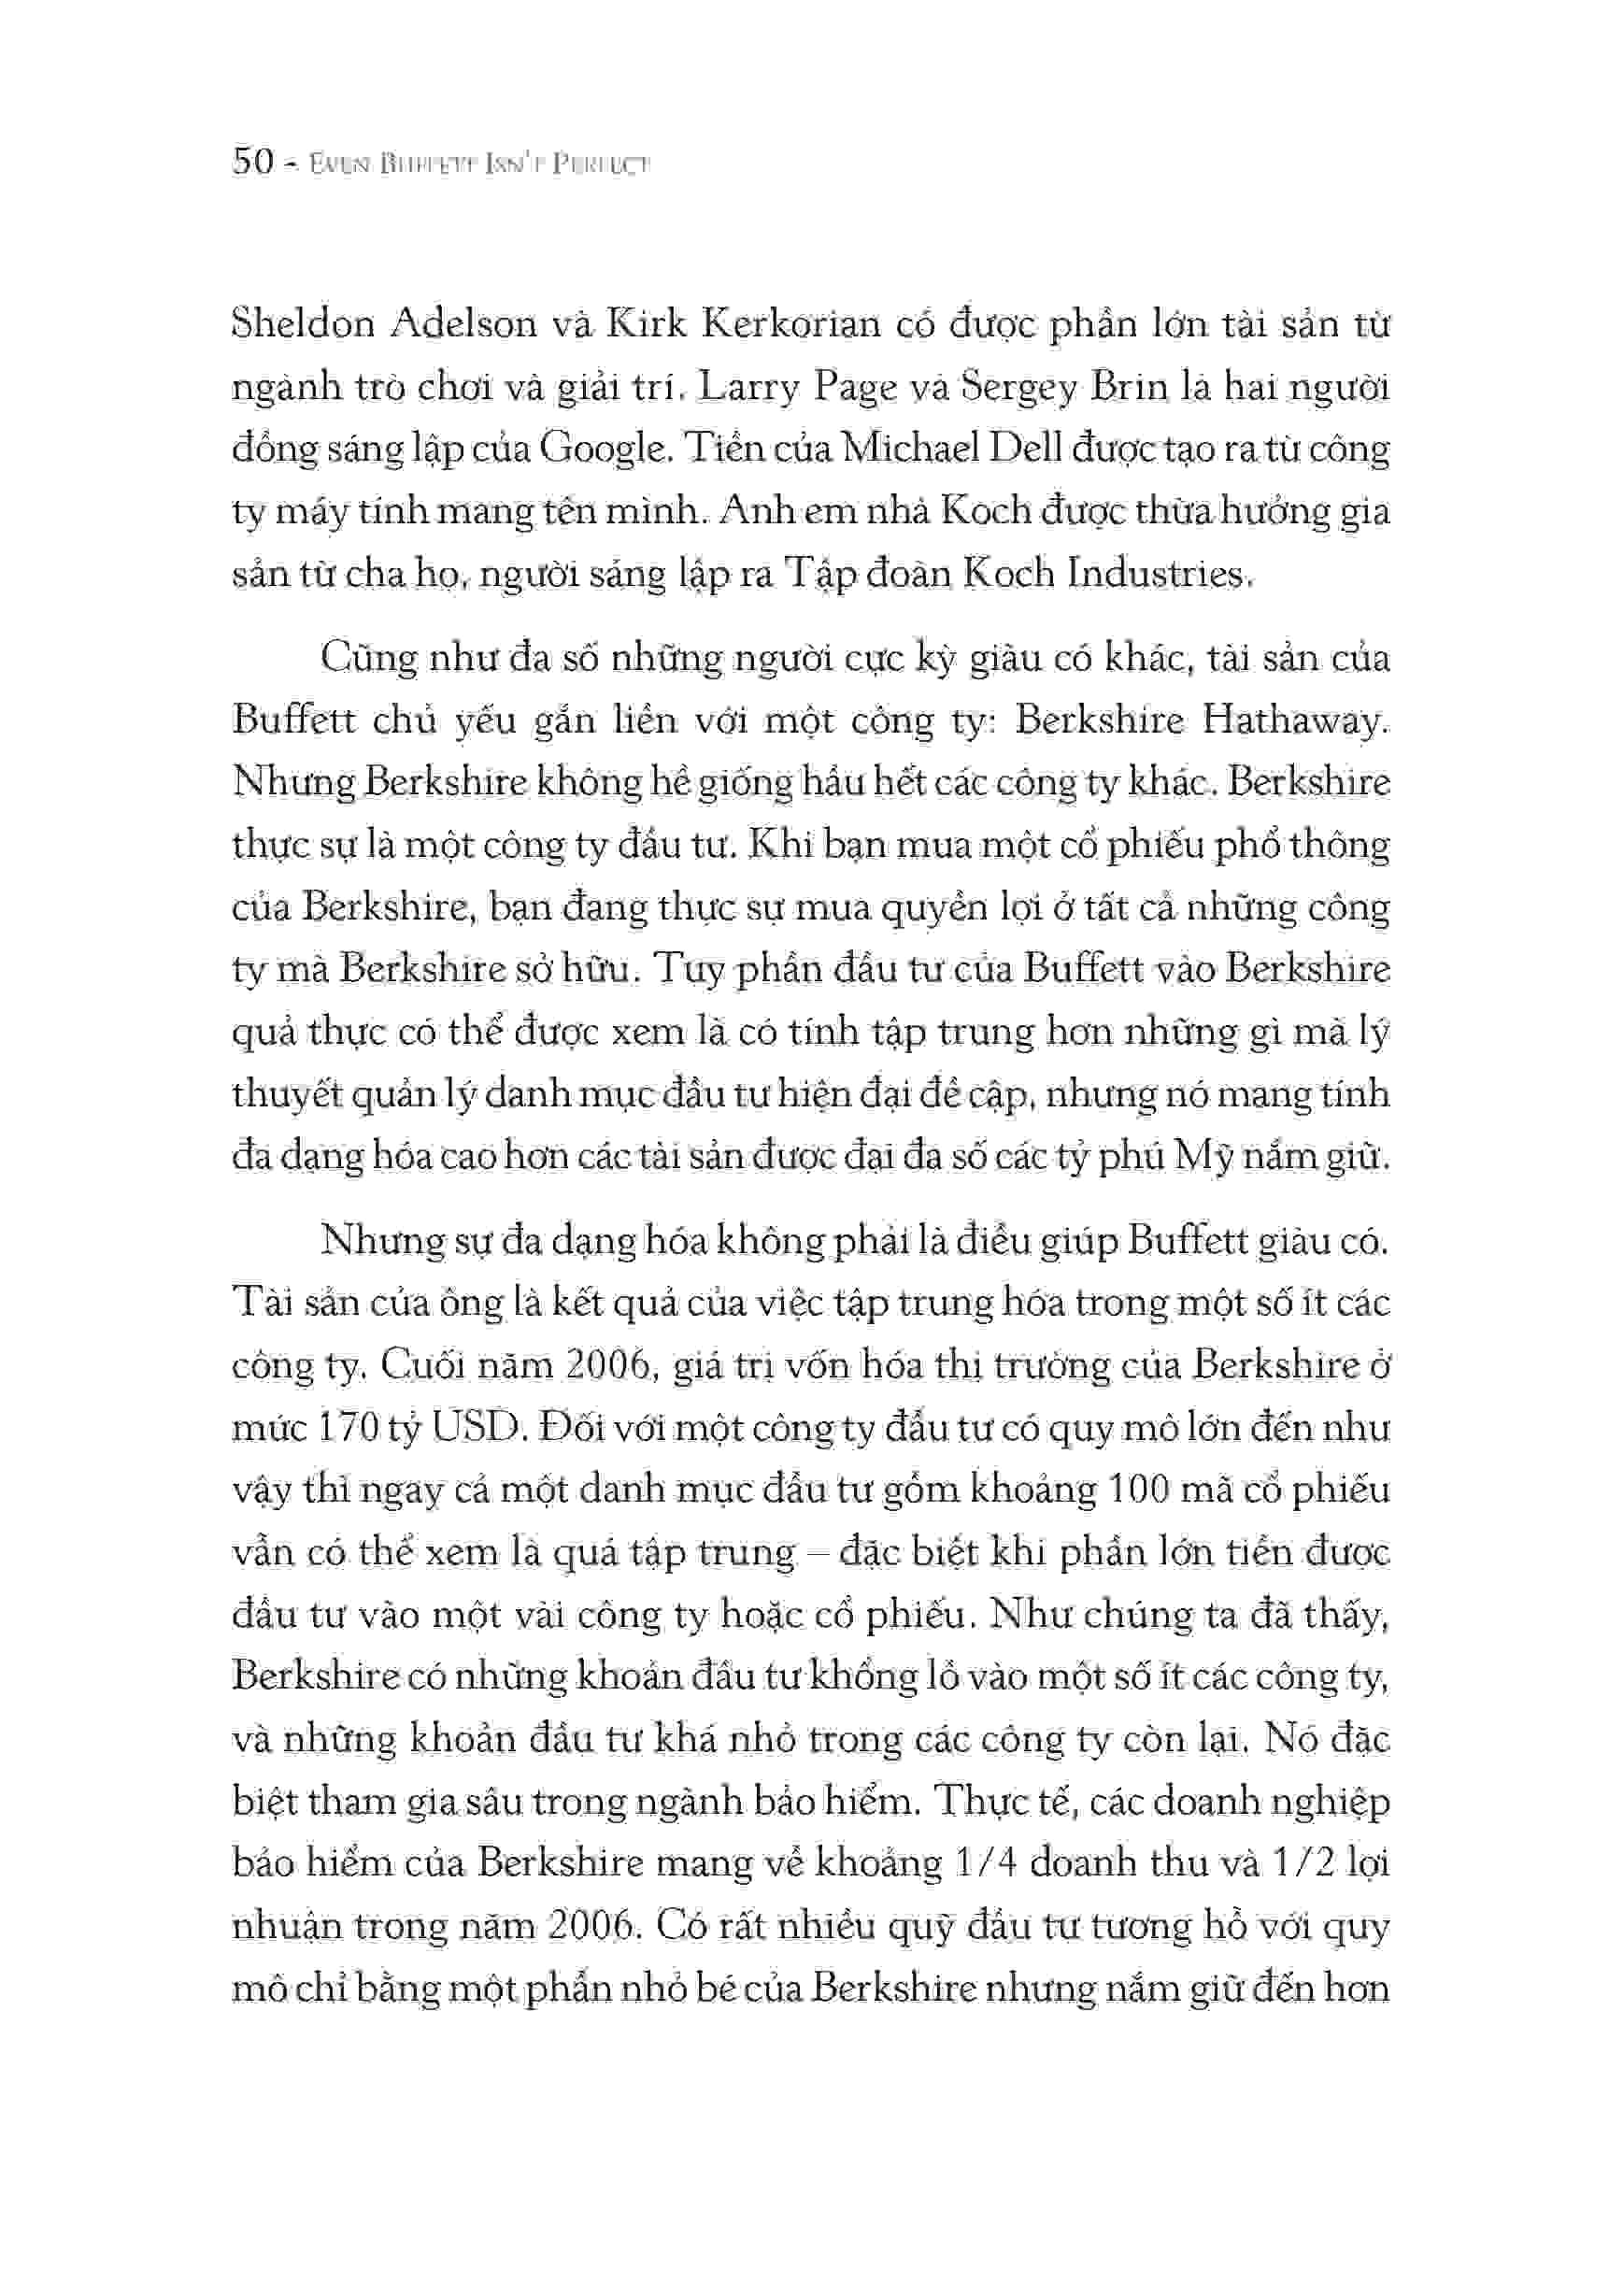 50 - Even Buffett Isn't Perfect
Sheldon Adelson và Kirk Kerkorian có được phần lớn tài sản từ
ngành trò chơi và giải trí. Larry Page và Sergey Brin là hai người
đồng sáng lập của Google. Tiền của Michael Dell được tạo ra từ công
ty máy tính mang tên mình. Anh em nhà Koch được thừa hưởng gia
sản từ cha họ, người sáng lập ra Tập đoàn Koch Industries.
Cũng như đa số những người cực kỳ giàu có khác, tài sản của
Buffett chủ yếu gắn liền với một công ty: Berkshire Hathaway.
Nhưng Berkshire không hề giống hầu hết các công ty khác. Berkshire
thực sự là một công ty đầu tư. Khi bạn mua một cổ phiếu phổ thông
của Berkshire, bạn đang thực sự mua quyền lợi ở tất cả những công
ty mà Berkshire sở hữu. Tuy phần đầu tư của Buffett vào Berkshire
quả thực có thể được xem là có tính tập trung hơn những gì mà lý
thuyết quản lý danh mục đầu tư hiện đại đề cập, nhưng nó mang tính
đa dạng hóa cao hơn các tài sản được đại đa số các tỷ phú Mỹ nắm giữ.
Nhưng sự đa dạng hóa không phải là điều giúp Buffett giàu có.
Tài sản của ông là kết quả của việc tập trung hóa trong một số ít các
công ty. Cuối năm 2006, giá trị vốn hóa thị trường của Berkshire ở
mức 170 tỷ USD. Đối với một công ty đầu tư có quy mô lớn đến như
vậy thì ngay cả một danh mục đầu tư gồm khoảng 100 mã cổ phiếu
vẫn có thể xem là quá tập trung – đặc biệt khi phần lớn tiền được
đầu tư vào một vài công ty hoặc cổ phiếu. Như chúng ta đã thấy,
Berkshire có những khoản đầu tư khổng lồ vào một số ít các công ty,
và những khoản đầu tư khá nhỏ trong các công ty còn lại. Nó đặc
biệt tham gia sâu trong ngành bảo hiểm. Thực tế, các doanh nghiệp
bảo hiểm của Berkshire mang về khoảng 1/4 doanh thu và 1/2 lợi
nhuận trong năm 2006. Có rất nhiều quỹ đầu tư tương hỗ với quy
mô chỉ bằng một phần nhỏ bé của Berkshire nhưng nắm giữ đến hơn